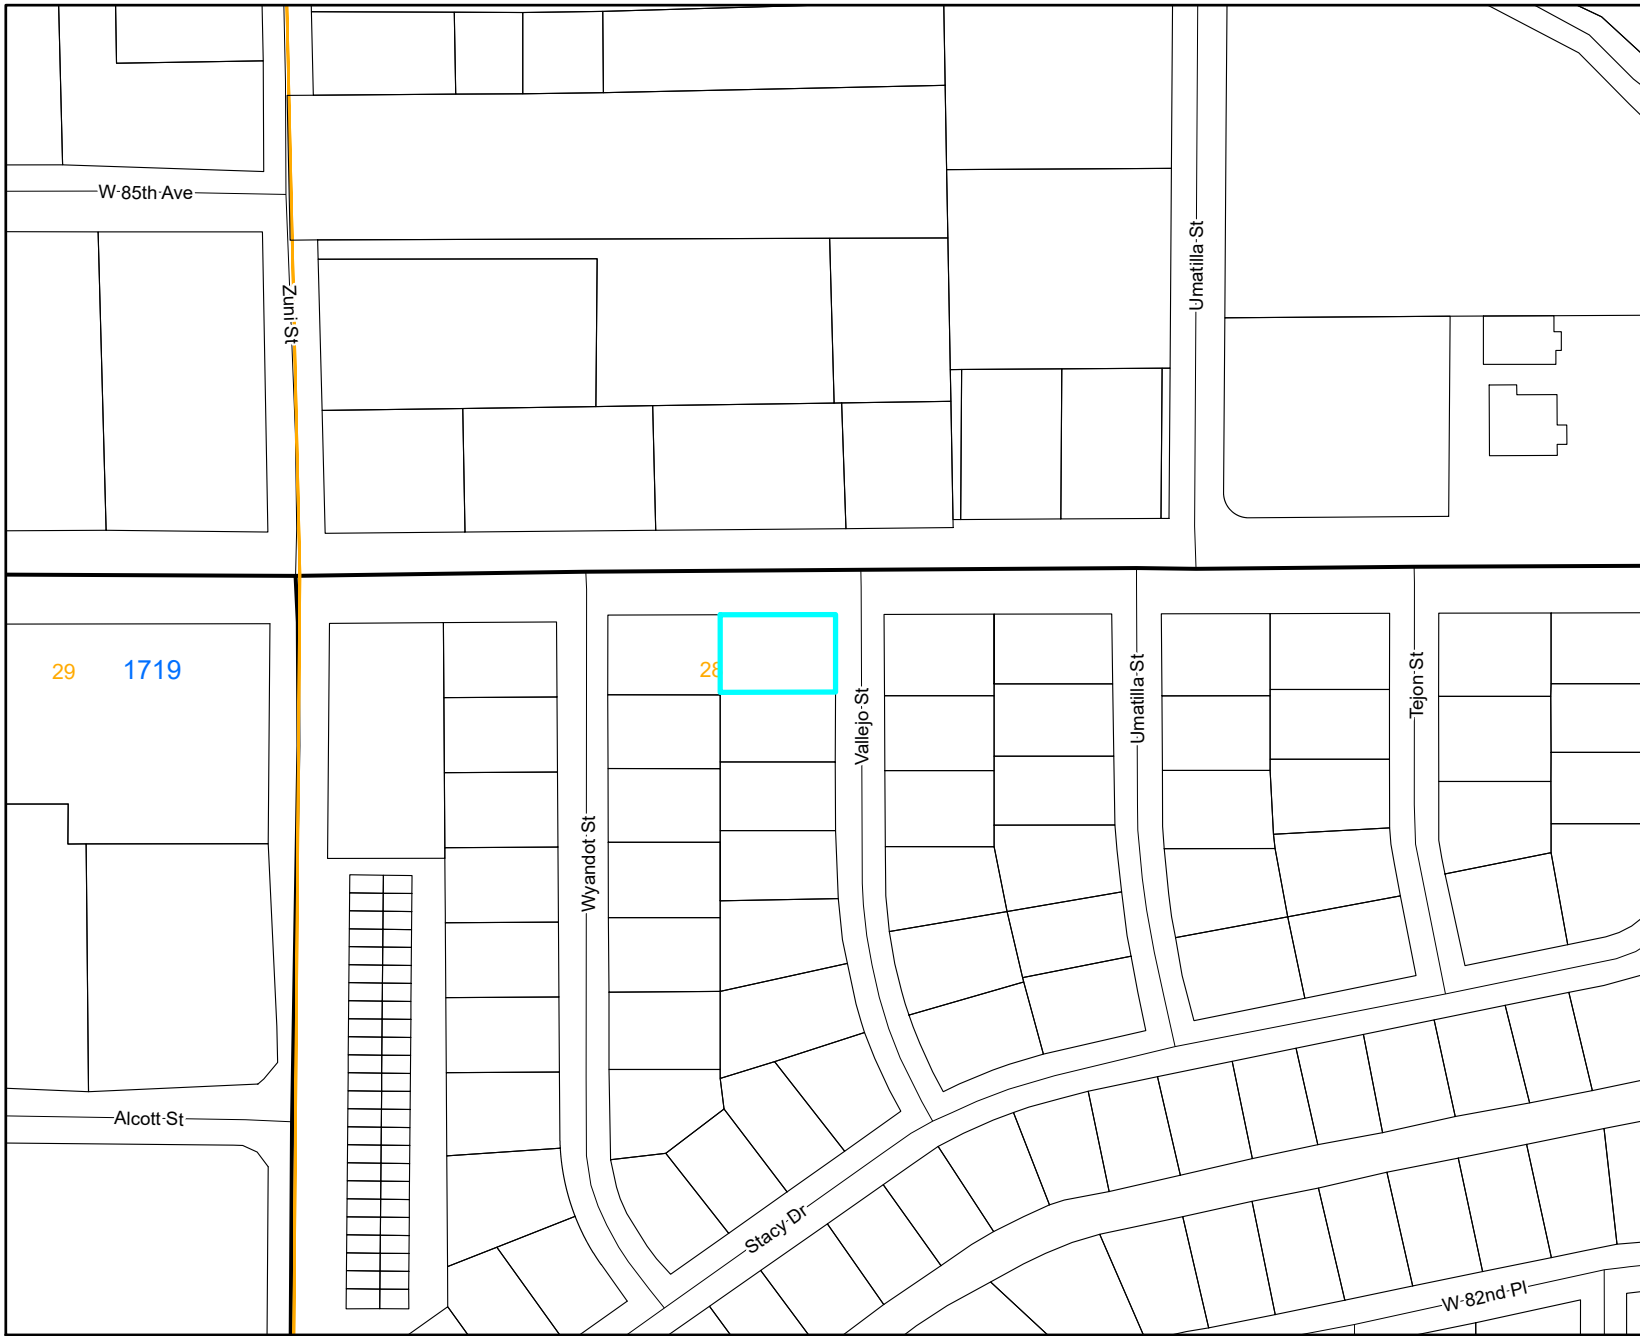 W 85th Ave
Zuni St
Umatilla St
29
1719
28
Vallejo St
Umatilla St
Tejon St
Wyandot St
Alcott St
Stacy Dr
W 82nd Pl